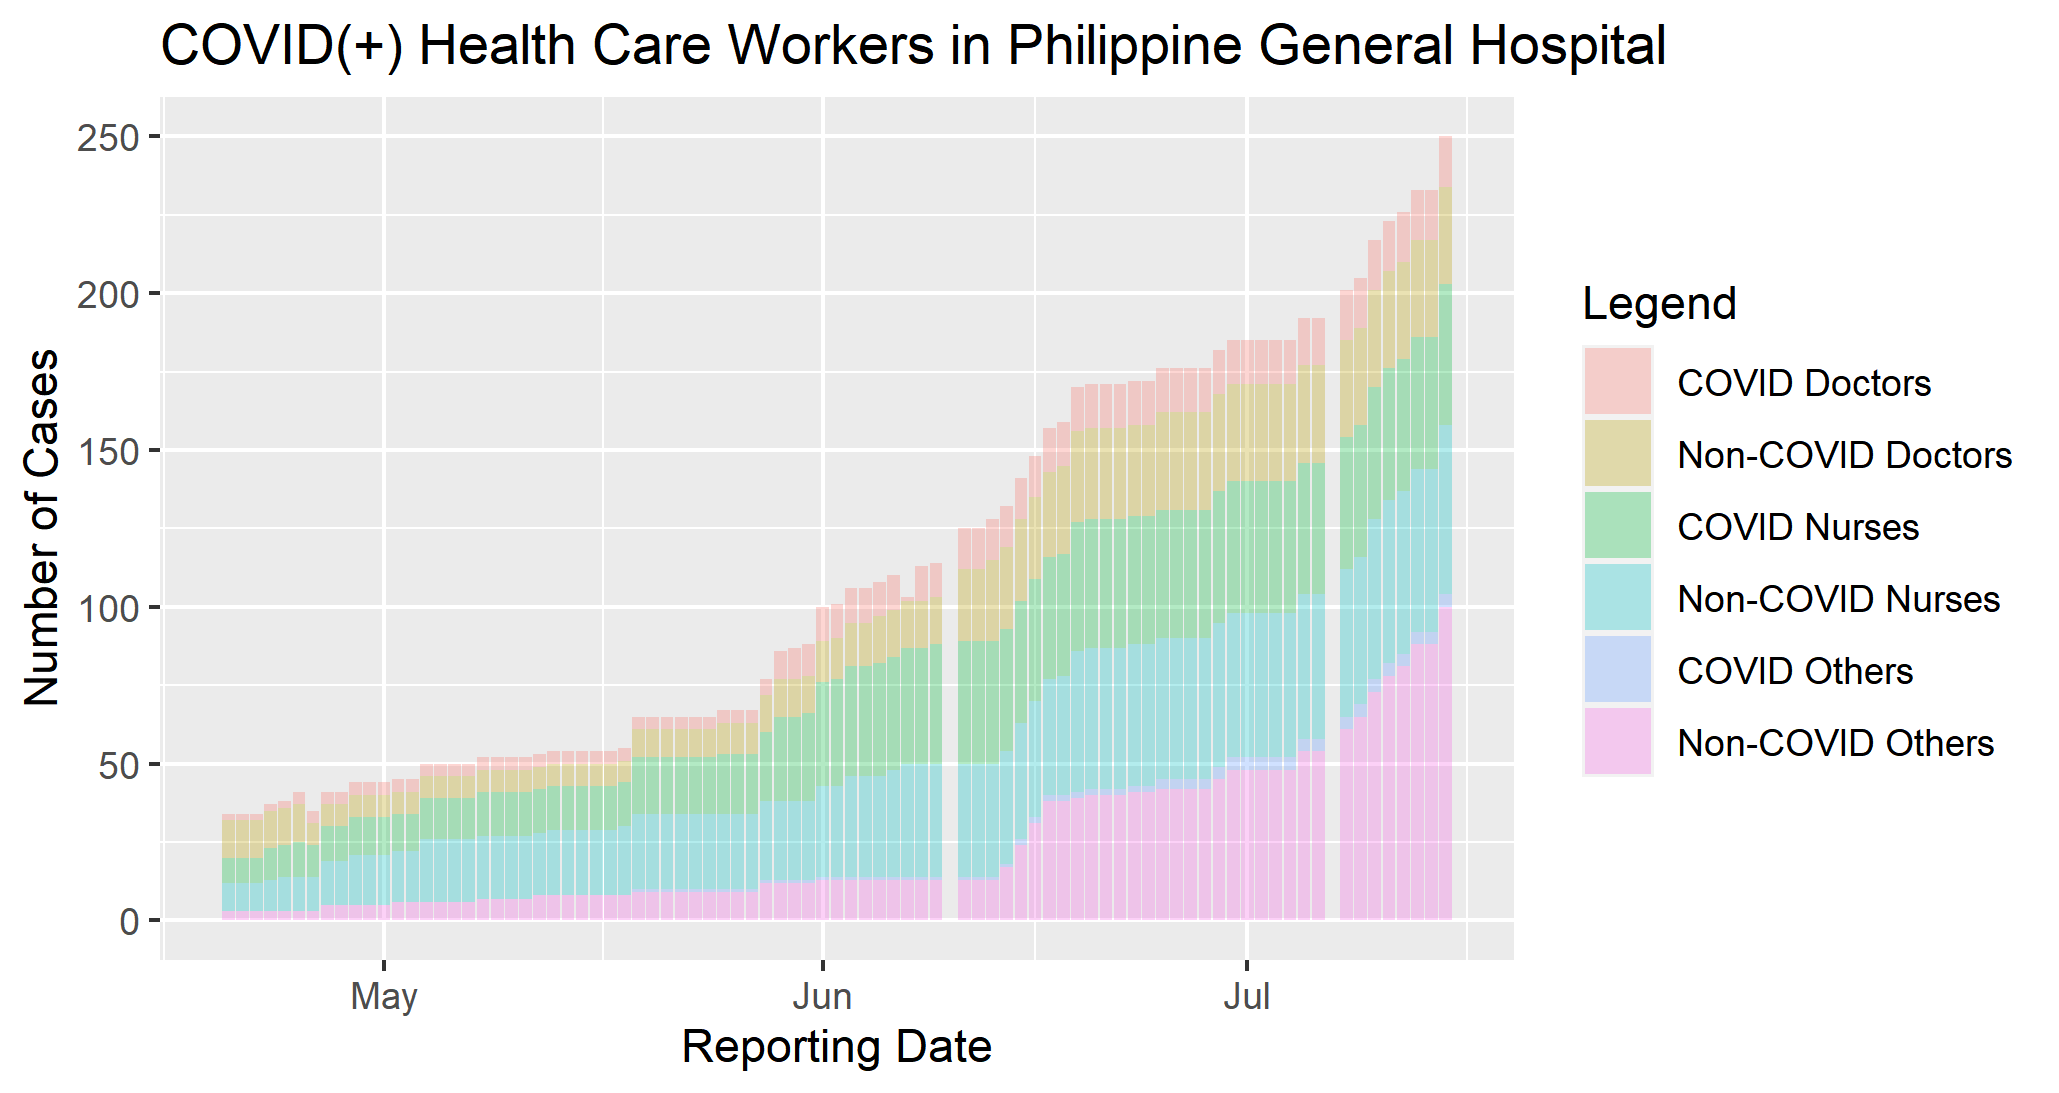 COVID(+) Health Care Workers in Philippine General Hospital
Number of Cases
250
200
150
100
50
0
May
Jun
Jul
Reporting Date
Legend
COVID Doctors
Non-COVID Doctors
COVID Nurses
Non-COVID Nurses
COVID Others
Non-COVID Others